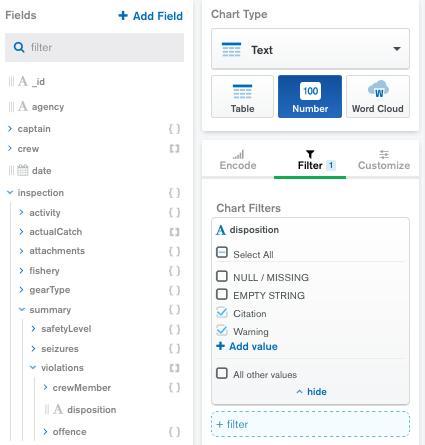 Fields
+ Add Field
filter
A _id
A agency
captain { }
crew [ ]
date
inspection { }
activity { }
actualCatch [ ]
attachments { }
fishery { }
gearType [ ]
summary { }
safetyLevel { }
seizures { }
violations [ ]
crewMember { }
A disposition
offence { }
Chart Type
Text
Table
100
Number
Word Cloud
W
Encode
Filter 1
Customize
Chart Filters
A disposition
Select All
NULL / MISSING
EMPTY STRING
Citation
Warning
+ Add value
All other values
hide
+ filter